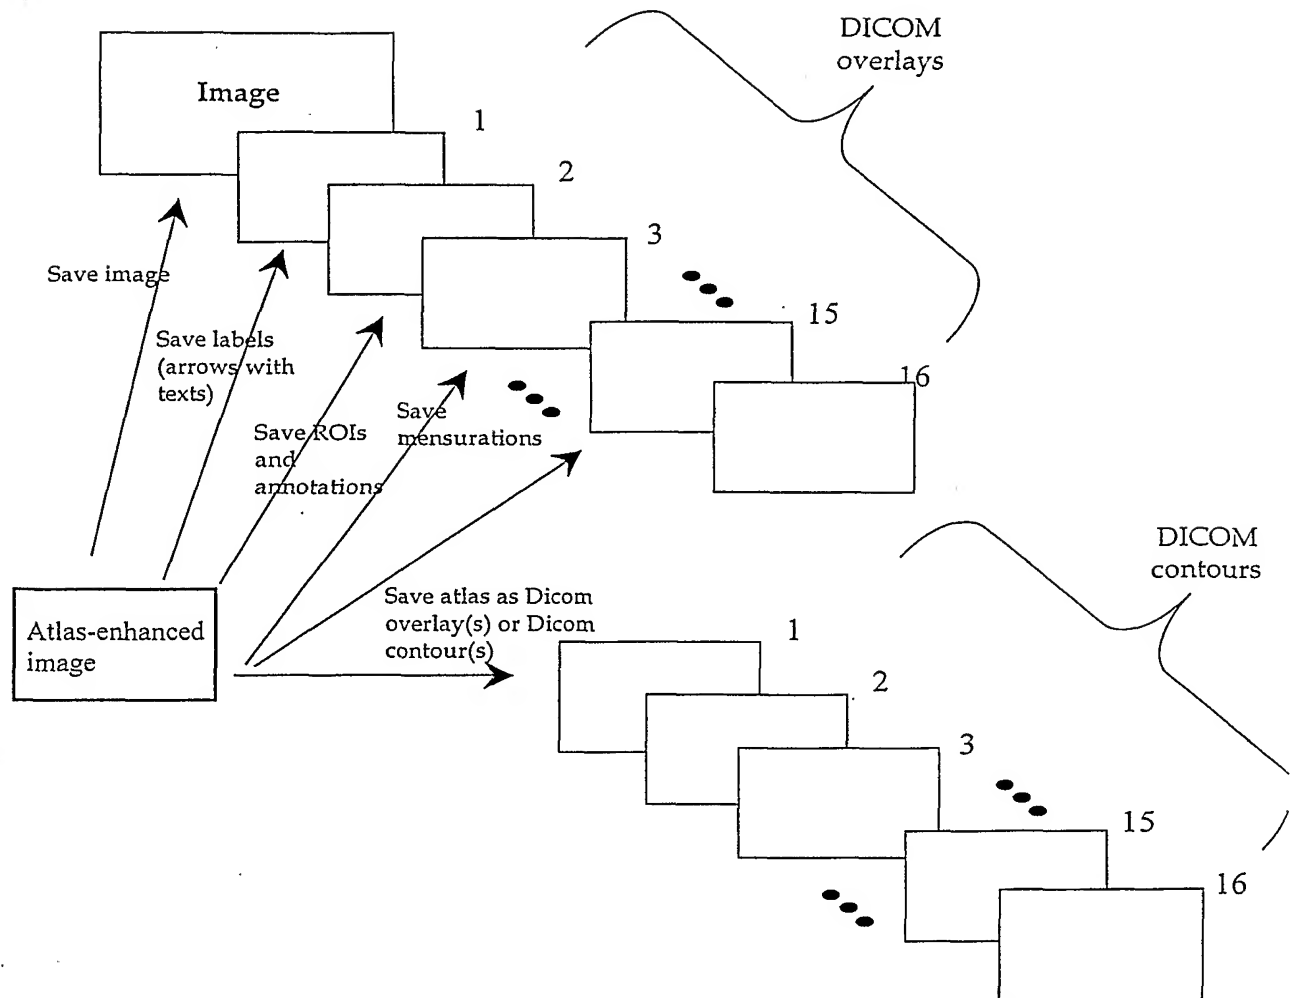 DICOM
overlays
Image
1
2
3
15
16
Save image
Save labels
(arrows with
texts)
Save ROIs
and
annotations
Save
mensurations
Save atlas as Dicom
overlay(s) or Dicom
contour(s)
Atlas-enhanced
image
DICOM
contours
1
2
3
15
16